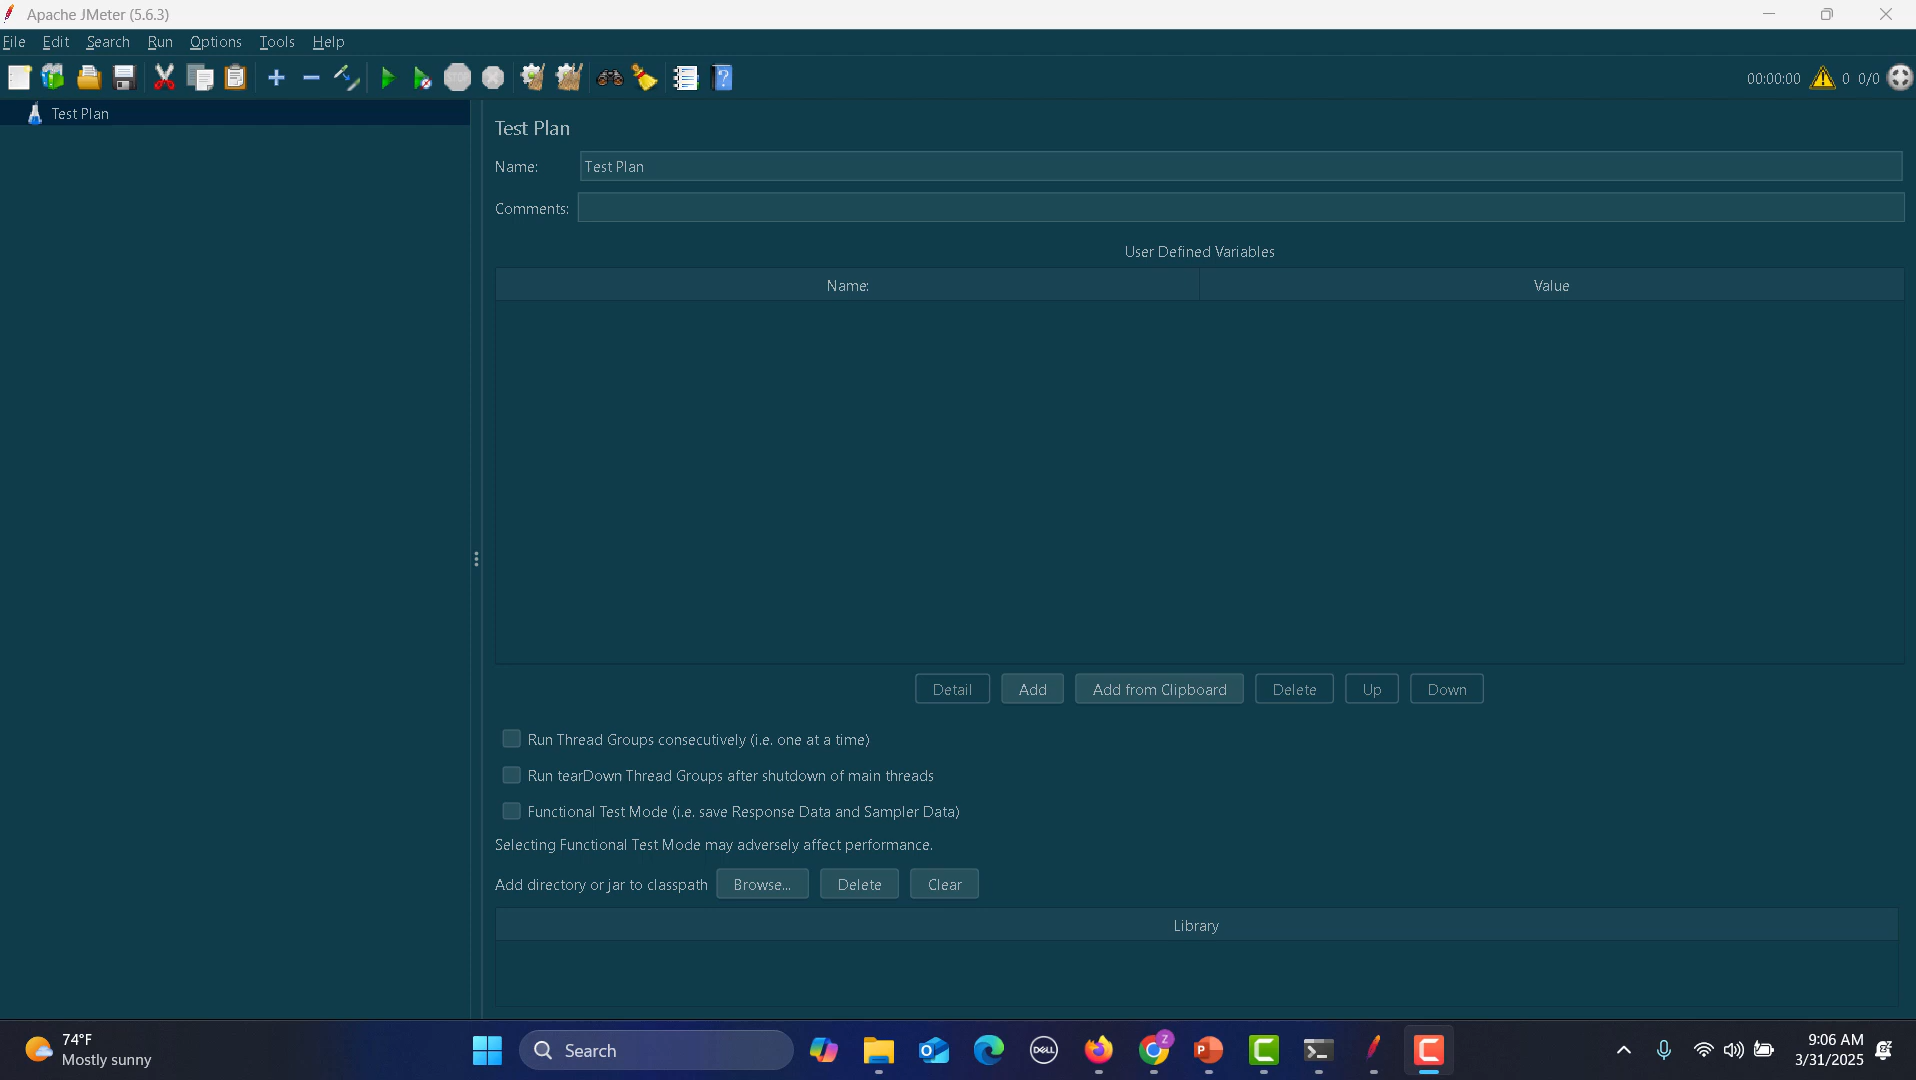 Apache JMeter (5.6.3)
File Edit Search Run Options Tools Help
STOP
00:00:00 0 0/0
Test Plan
Test Plan
Name: Test Plan
Comments:
User Defined Variables
Name: Value
Detail Add Add from Clipboard Delete Up Down
Run Thread Groups consecutively (i.e. one at a time)
Run tearDown Thread Groups after shutdown of main threads
Functional Test Mode (i.e. save Response Data and Sampler Data)
Selecting Functional Test Mode may adversely affect performance.
Add directory or jar to classpath Browse... Delete Clear
Library
74°F
Mostly sunny
Search
DELL
Z
9:06 AM
3/31/2025